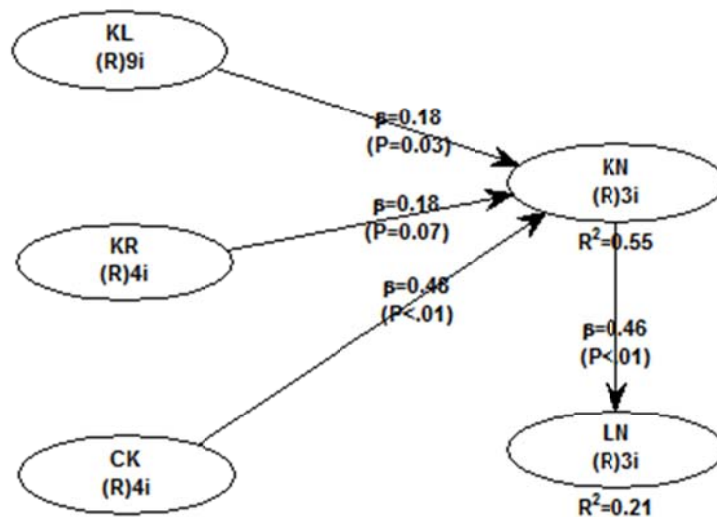 KL
(R)9i
β=0.18
(P=0.03)
KN
(R)3i
R²=0.55
KR
(R)4i
β=0.18
(P=0.07)
β=0.48
(P<.01)
β=0.46
(P<.01)
CK
(R)4i
LN
(R)3i
R²=0.21